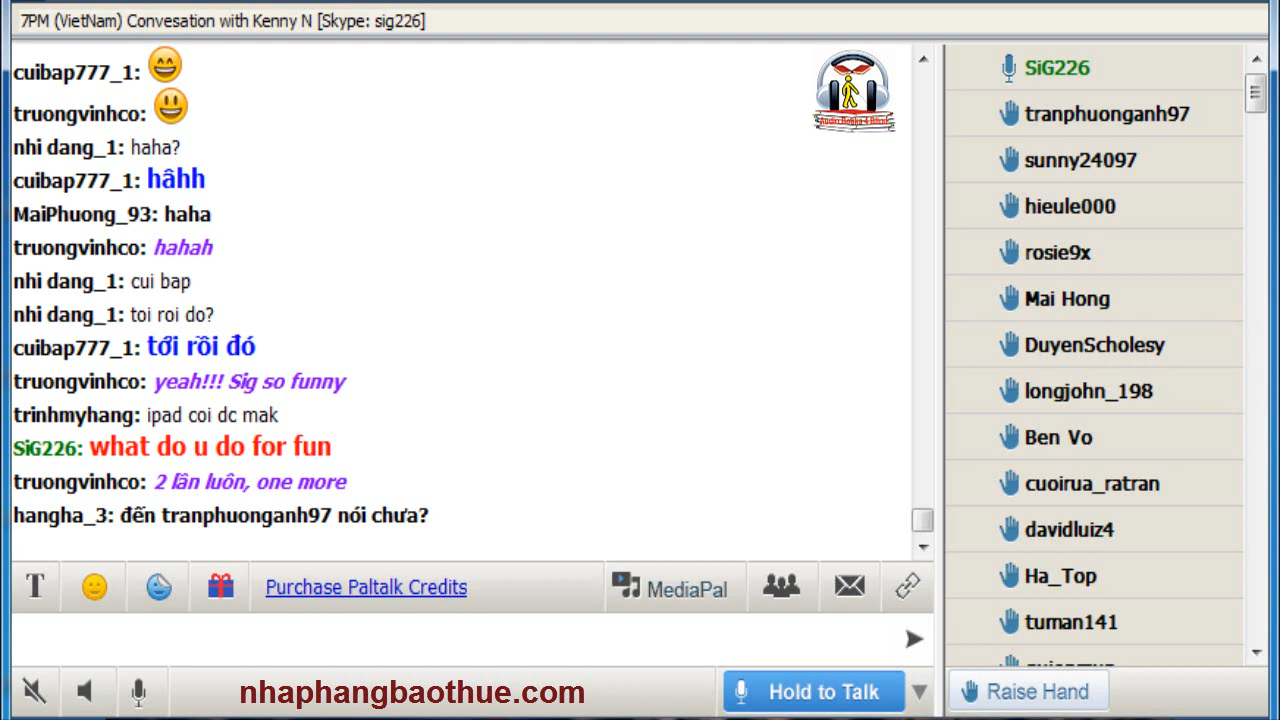 7PM (VietNam) Convesation with Kenny N [Skype: sig226]
cuibap777_1:
truongvinhco:
nhi dang_1: haha?
cuibap777_1: hâhh
MaiPhuong_93: haha
truongvinhco: hahah
nhi dang_1: cui bap
nhi dang_1: toi roi do?
cuibap777_1: tới rồi đó
truongvinhco: yeah!!! Sig so funny
trinhmyhang: ipad coi dc mak
SiG226: what do u do for fun
truongvinhco: 2 lần luôn, one more
hangha_3: đến tranphuonganh97 nói chưa?
Audio Books 4 Blind
SiG226
tranphuonganh97
sunny24097
hieule000
rosie9x
Mai Hong
DuyenScholesy
longjohn_198
Ben Vo
cuoirua_ratran
davidluiz4
Ha_Top
tuman141
T
Purchase Paltalk Credits
MediaPal
nhaphangbaothue.com
Hold to Talk
Raise Hand